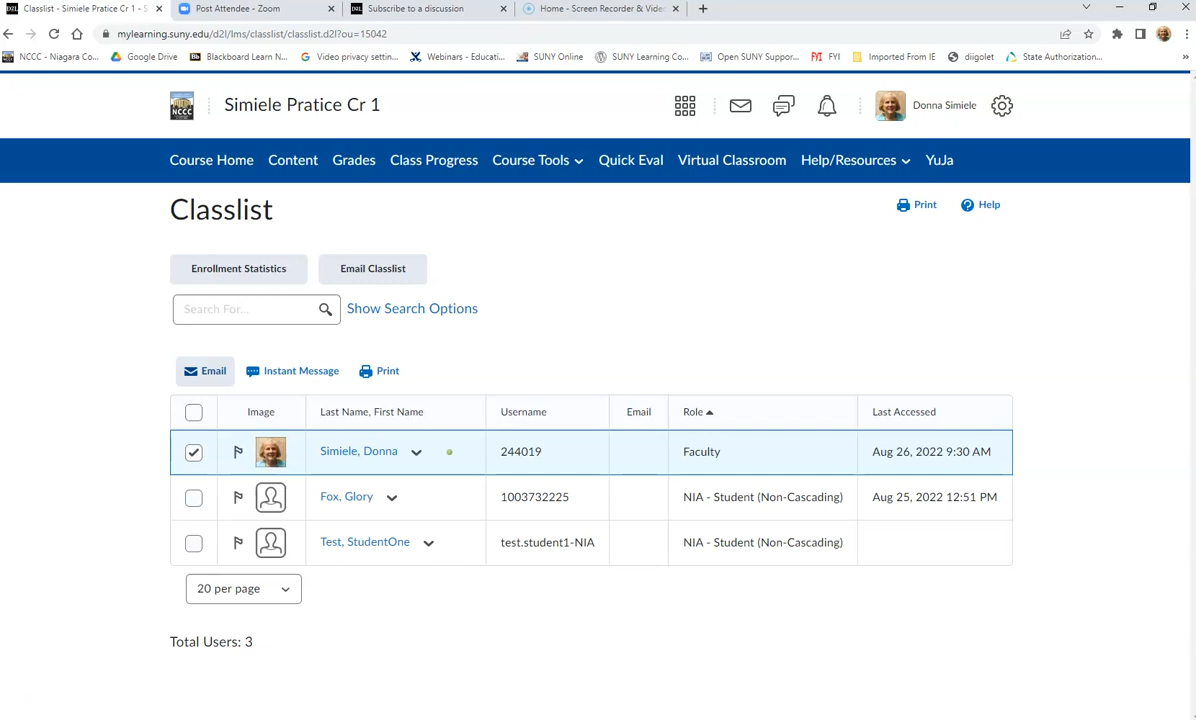 Classlist - Simiele Pratice Cr 1 - S
Post Attendee - Zoom
Subscribe to a discussion
Home - Screen Recorder & Vide
mylearning.suny.edu/d2l/lms/classlist/classlist.d2l?ou=15042
NCCC - Niagara Co...
Google Drive
Blackboard Learn N...
Video privacy settin...
Webinars - Educati...
SUNY Online
SUNY Learning Co...
Open SUNY Suppor...
FYI
Imported From IE
diigolet
State Authorization...
NCCC
Simiele Pratice Cr 1
Donna Simiele
Course Home Content Grades Class Progress Course Tools Quick Eval Virtual Classroom Help/Resources YuJa
Classlist
Print
Help
Enrollment Statistics
Email Classlist
Search For...
Show Search Options
Email
Instant Message
Print
Image Last Name, First Name Username Email Role Last Accessed
Simiele, Donna 244019 Faculty Aug 26, 2022 9:30 AM
Fox, Glory 1003732225 NIA - Student (Non-Cascading) Aug 25, 2022 12:51 PM
Test, StudentOne test.student1-NIA NIA - Student (Non-Cascading)
20 per page
Total Users: 3